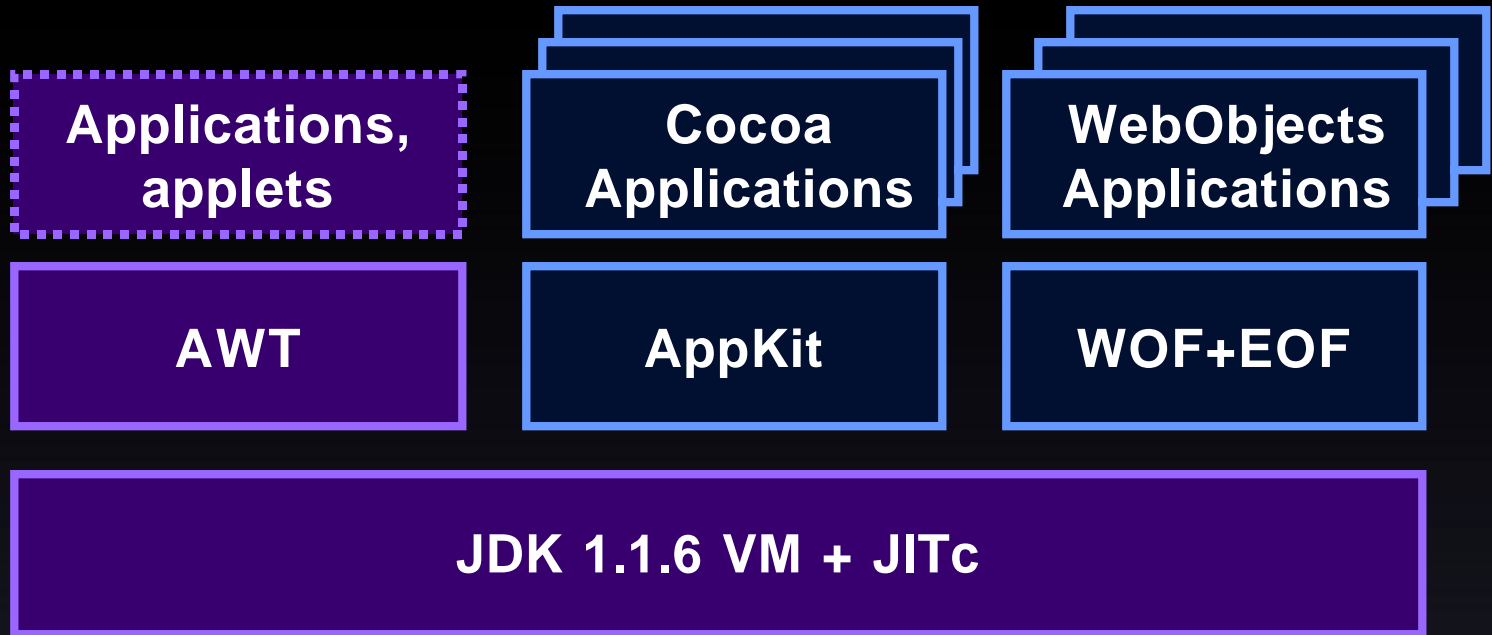 Applications,
applets
Cocoa
Applications
WebObjects
Applications
AWT
AppKit
WOF+EOF
JDK 1.1.6 VM + JITc